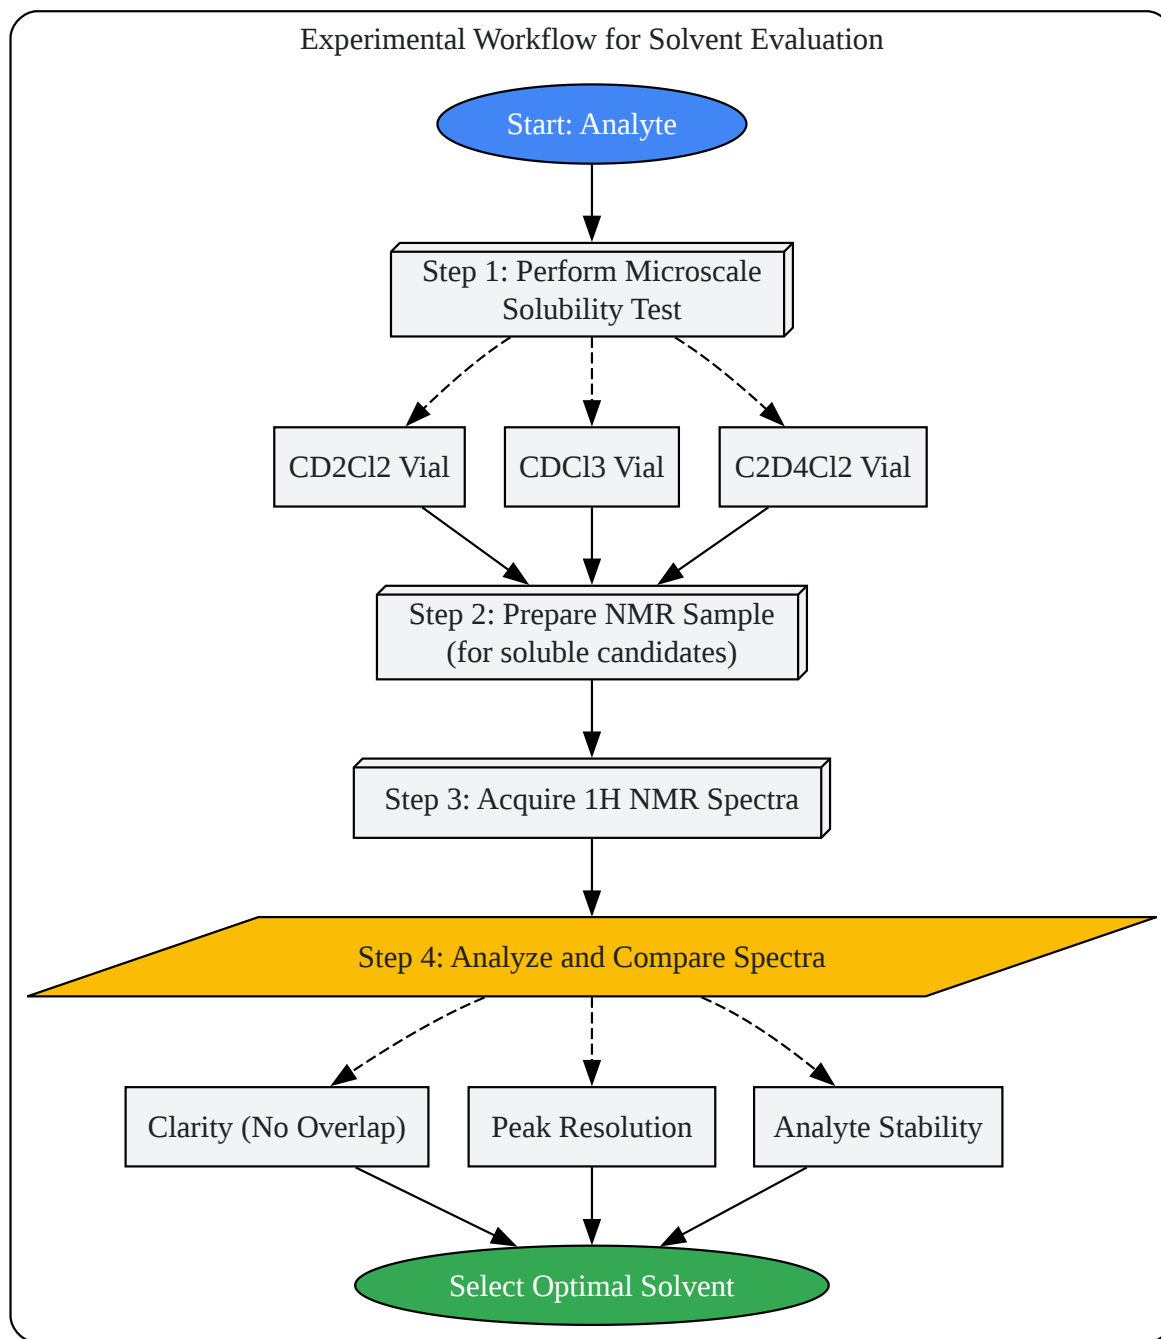 Experimental Workflow for Solvent Evaluation
Start: Analyte
Step 1: Perform Microscale
Solubility Test
CD2Cl2 Vial
CDCl3 Vial
C2D4Cl2 Vial
Step 2: Prepare NMR Sample
(for soluble candidates)
Step 3: Acquire 1H NMR Spectra
Step 4: Analyze and Compare Spectra
Clarity (No Overlap)
Peak Resolution
Analyte Stability
Select Optimal Solvent